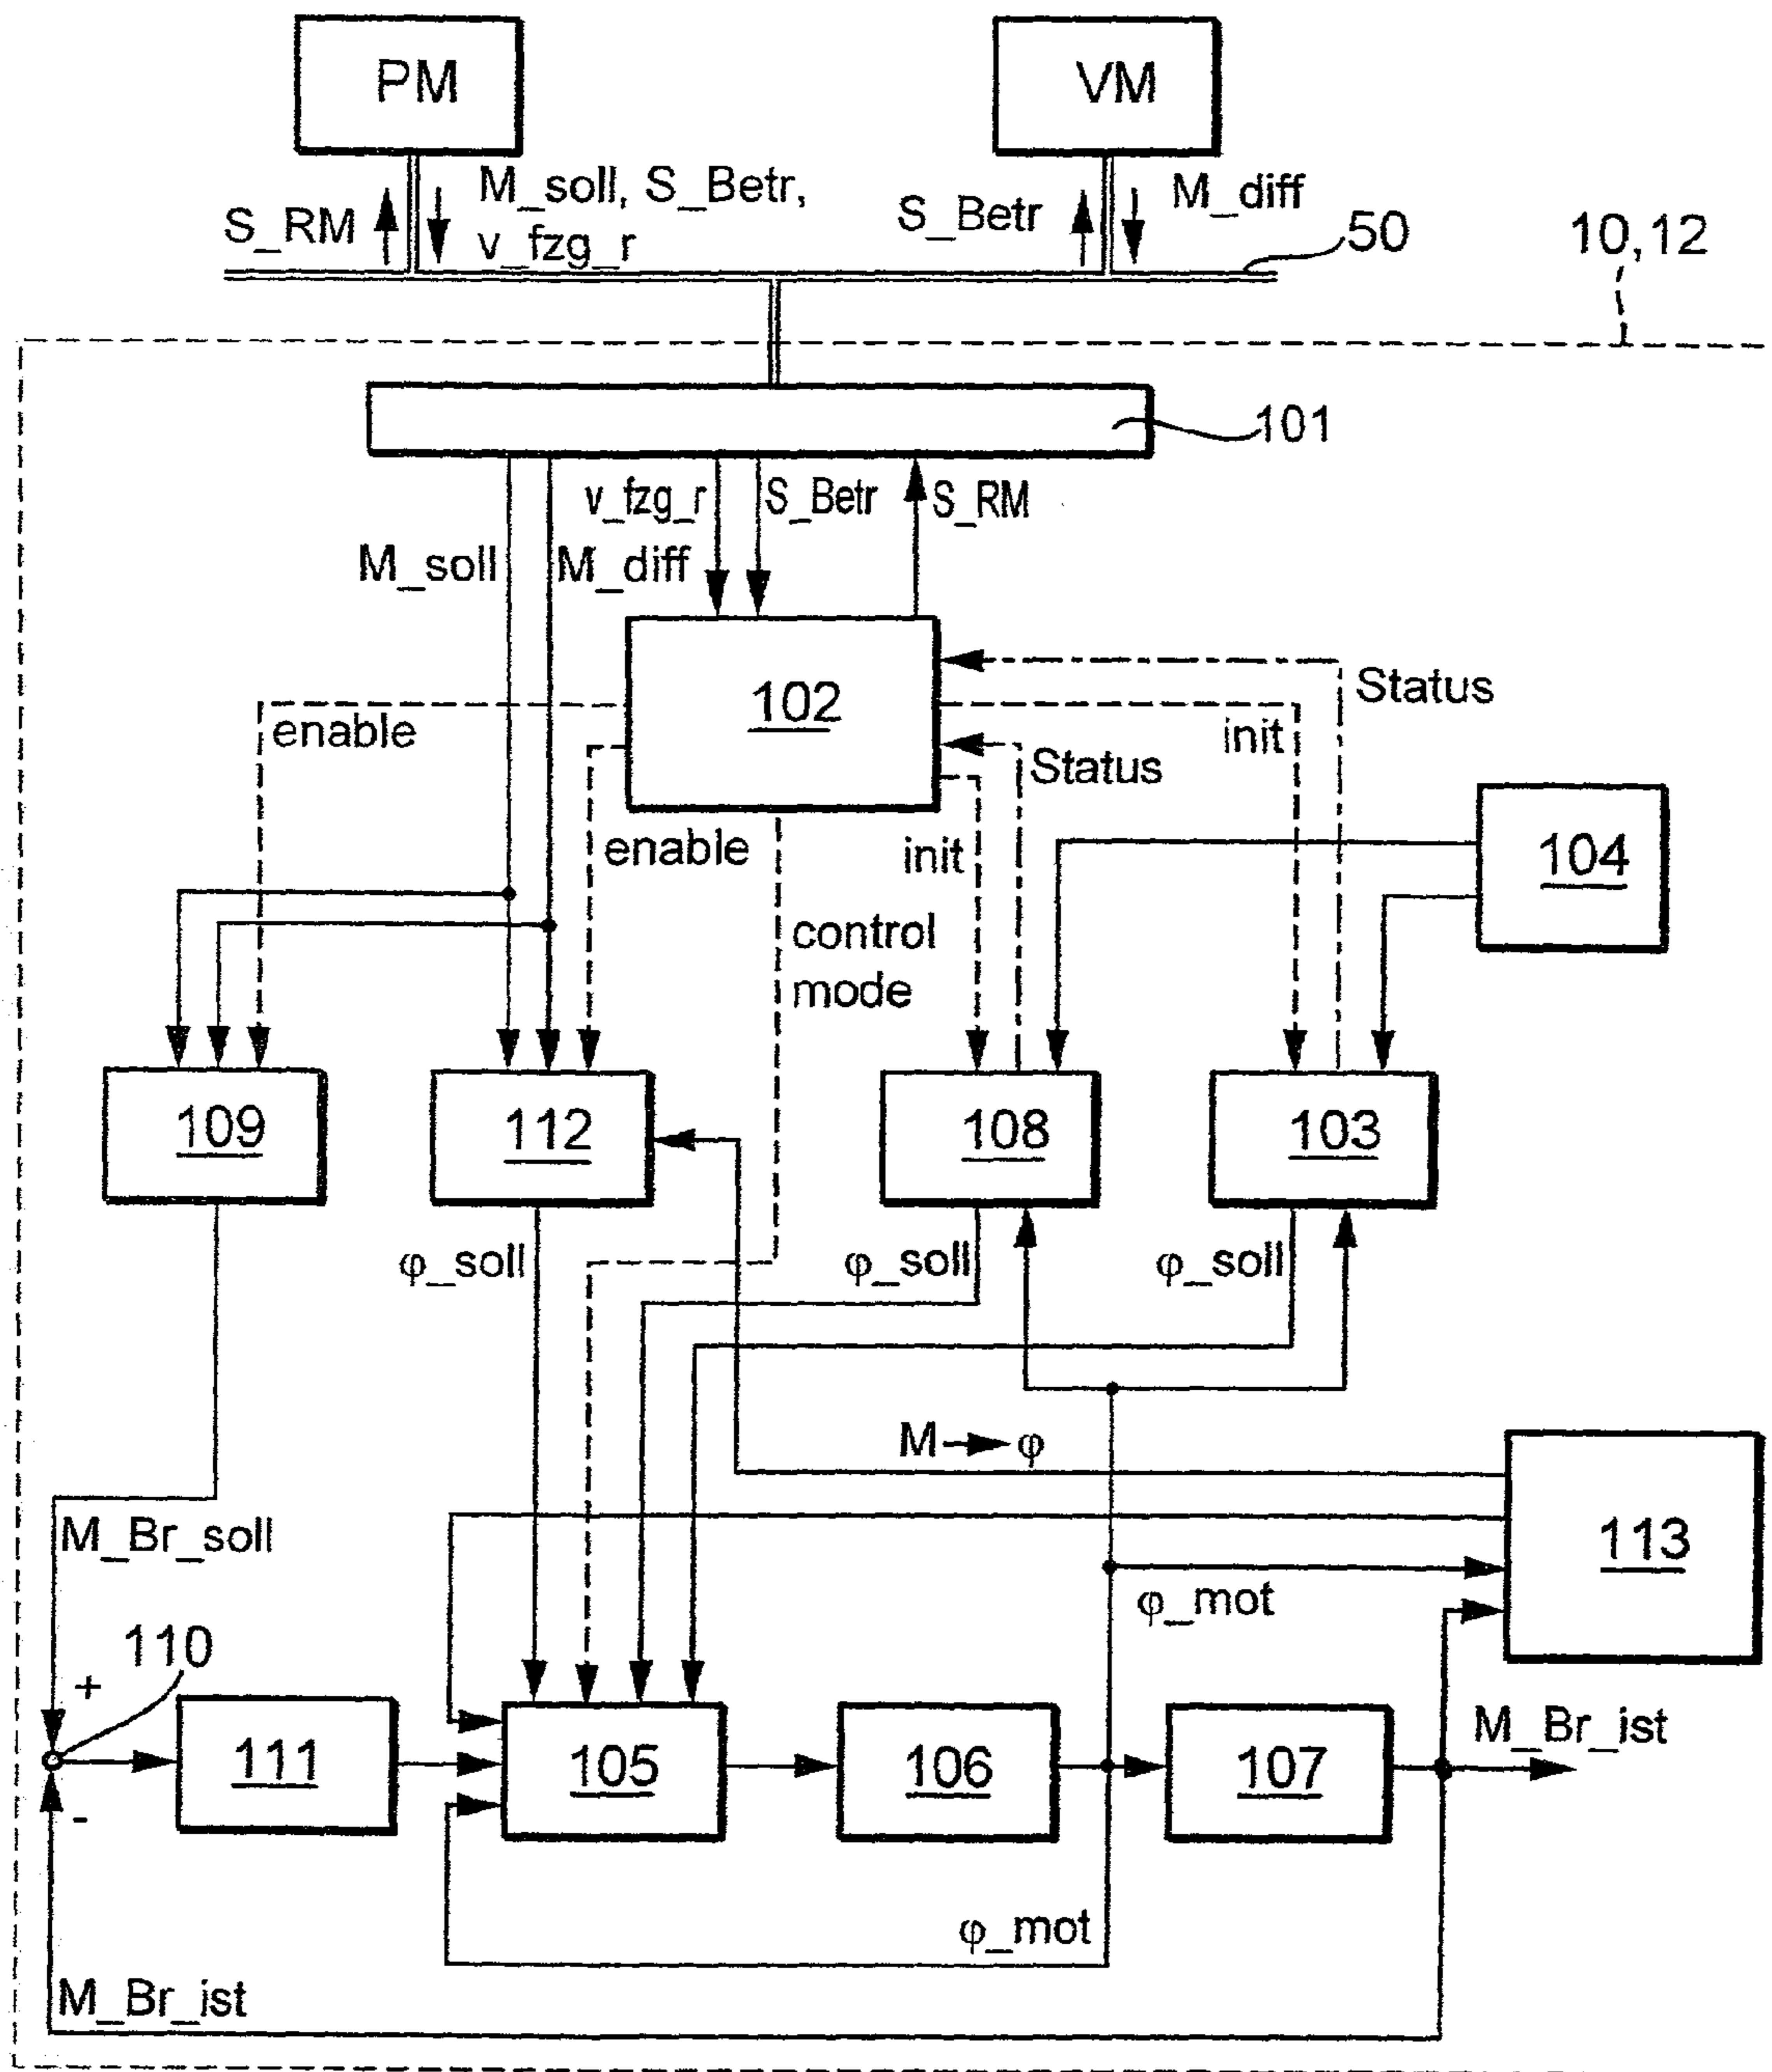 PM
VM
M_soll, S_Betr,
v_fzg_r
S_RM
S_Betr
M_diff
50
10,12
101
v_fzg_r
S_Betr
S_RM
M_soll
M_diff
102
enable
Status
init
Status
enable
init
104
control
mode
109
112
108
103
φ_soll
φ_soll
φ_soll
M → φ
M_Br_soll
113
φ_mot
110
+
M_Br_ist
111
105
106
107
-
φ_mot
M_Br_ist